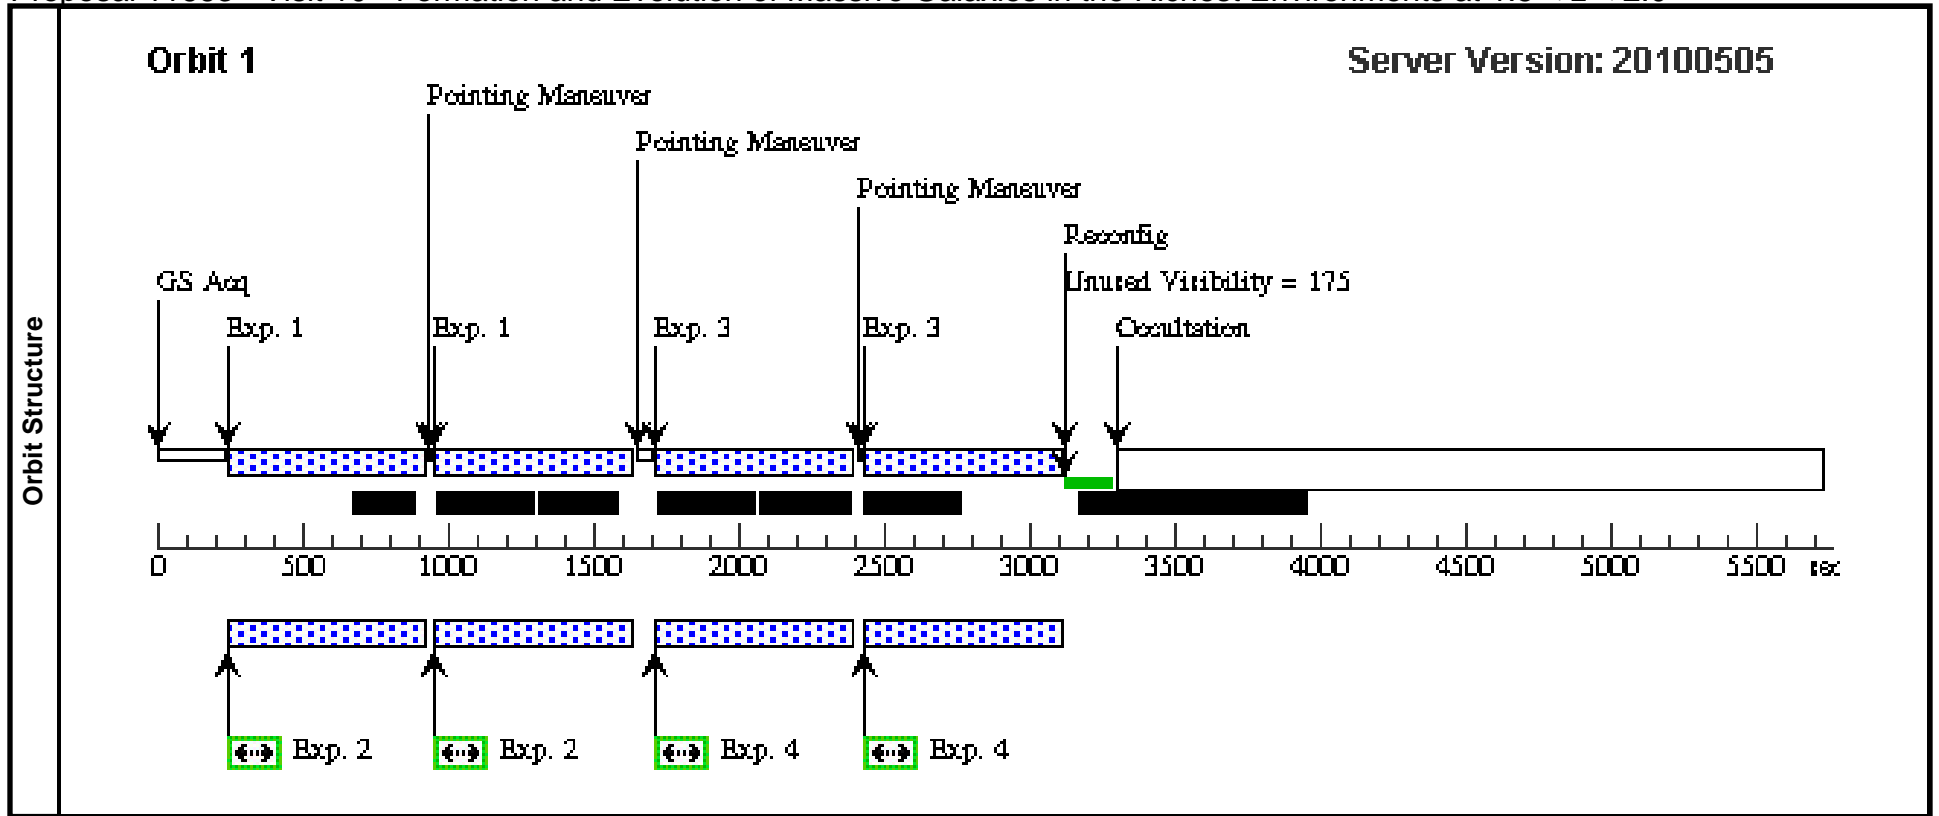 Orbit 1
Server Version: 20100505
Pointing Maneuver
Pointing Maneuver
Pointing Maneuver
Reconfig
GS Acq
Unused Visibility = 175
Exp. 1
Exp. 1
Exp. 3
Exp. 3
Occultation
Orbit Structure
0 500 1000 1500 2000 2500 3000 3500 4000 4500 5000 5500 sec
Exp. 2
Exp. 2
Exp. 4
Exp. 4